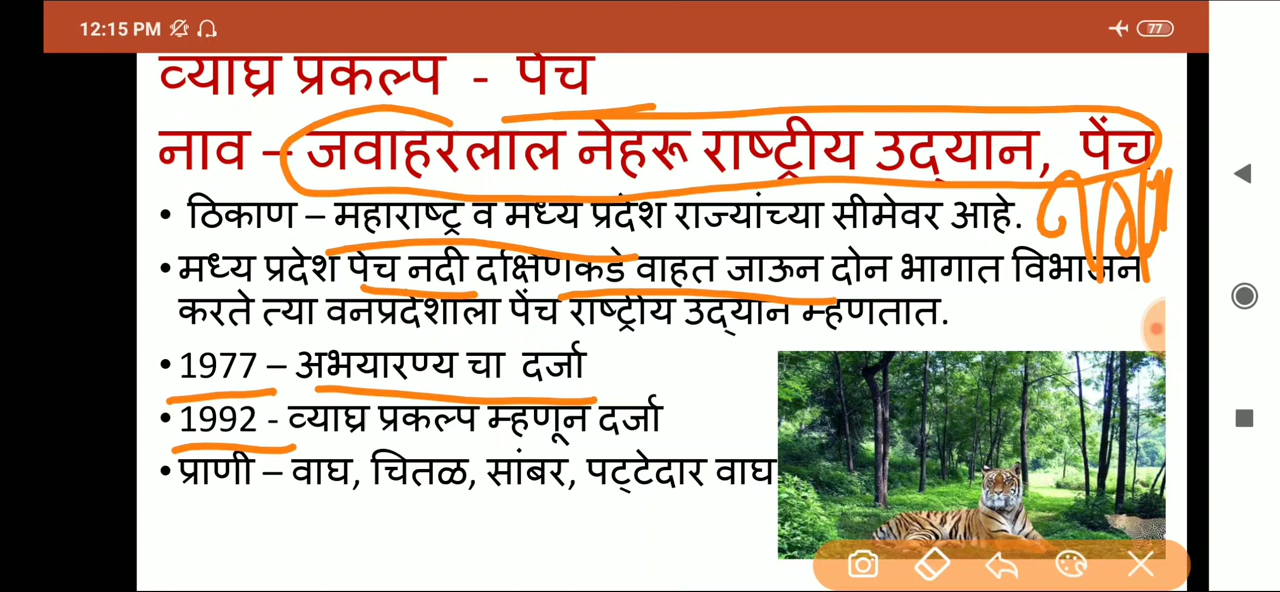 12:15 PM
77
व्याघ्र प्रकल्प - पेंच
नाव – जवाहरलाल नेहरू राष्ट्रीय उद्यान, पेंच
• ठिकाण – महाराष्ट्र व मध्य प्रदेश राज्यांच्या सीमेवर आहे.
• मध्य प्रदेश पेंच नदी दक्षिणेकडे वाहत जाऊन दोन भागात विभाजन
करते त्या वनप्रदेशाला पेंच राष्ट्रीय उद्यान म्हणतात.
• 1977 – अभयारण्य चा दर्जा
• 1992 - व्याघ्र प्रकल्प म्हणून दर्जा
• प्राणी – वाघ, चितळ, सांबर, पट्टेदार वाघ